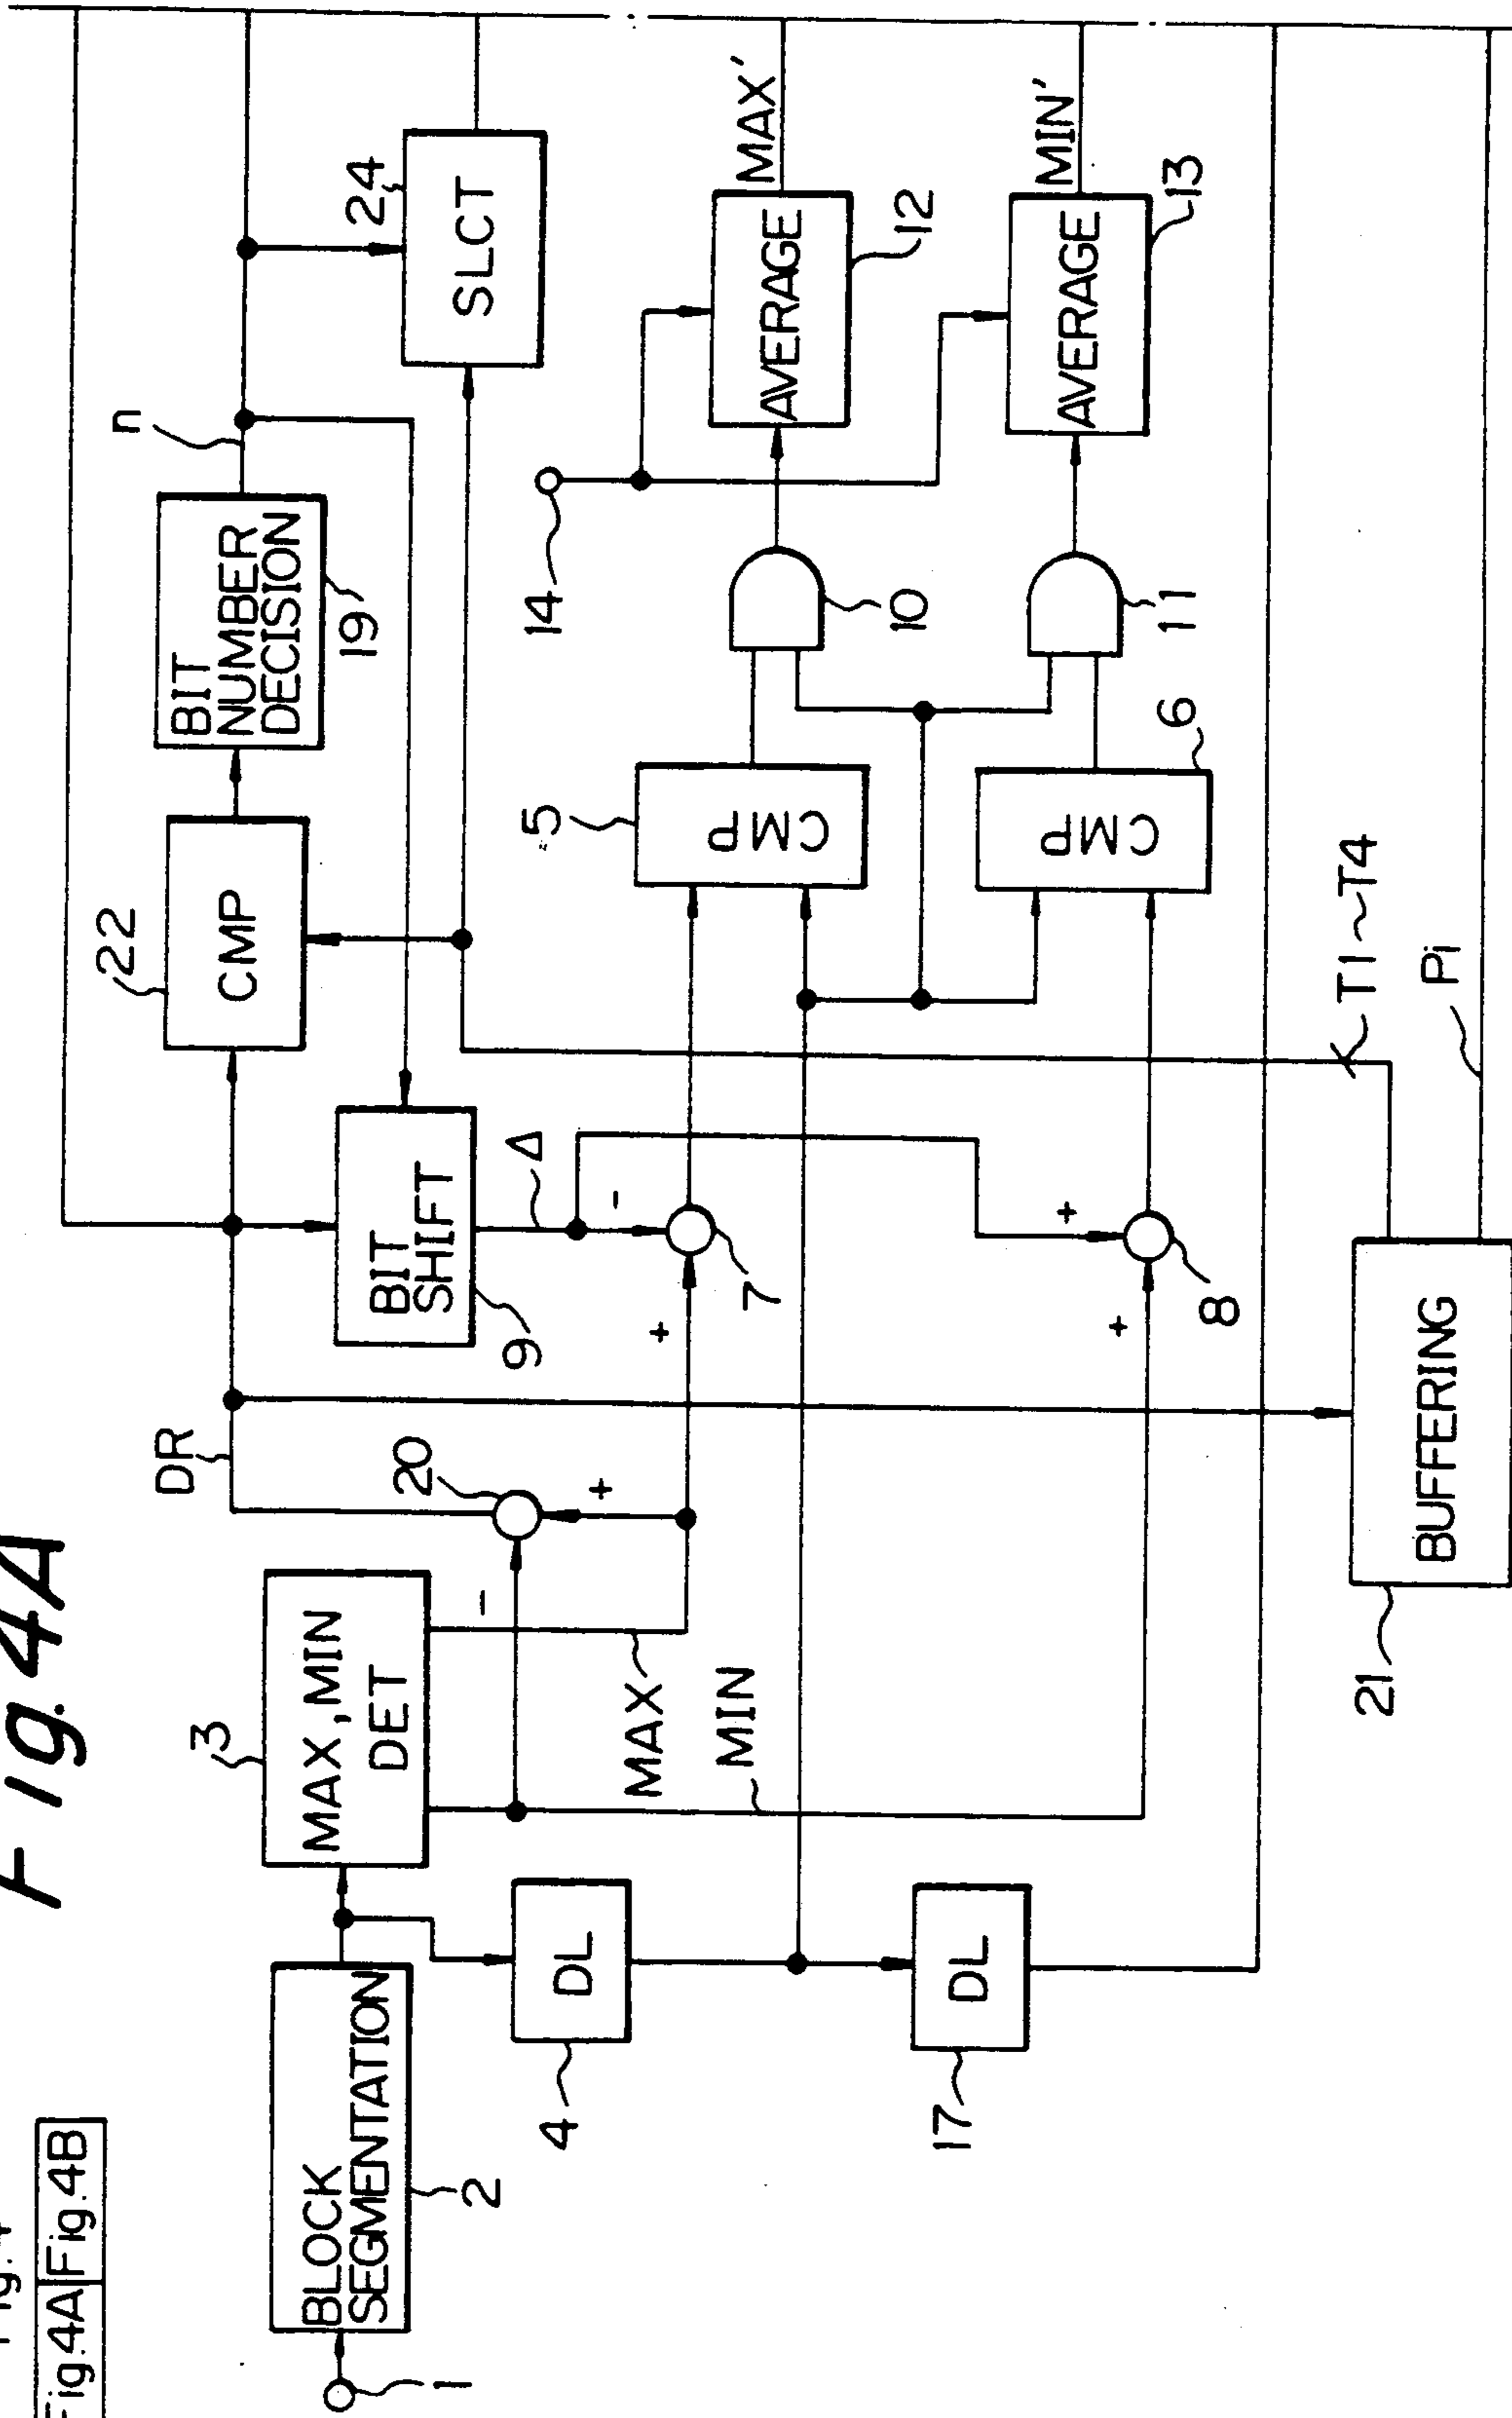 Fig. 4A
Fig. 4
Fig.4A Fig.4B
1
BLOCK
SEGMENTATION
2
3
MAX, MIN
DET
4
DL
17
DL
MAX
MIN
DR
20
-
+
BIT
SHIFT
9
Δ
-
+
7
+
+
8
22
CMP
BIT
NUMBER
DECISION
19
n
24
SLCT
5
CMP
6
CMP
10
11
14
AVERAGE
12
MAX'
AVERAGE
13
MIN'
BUFFERING
21
T1~T4
Pi